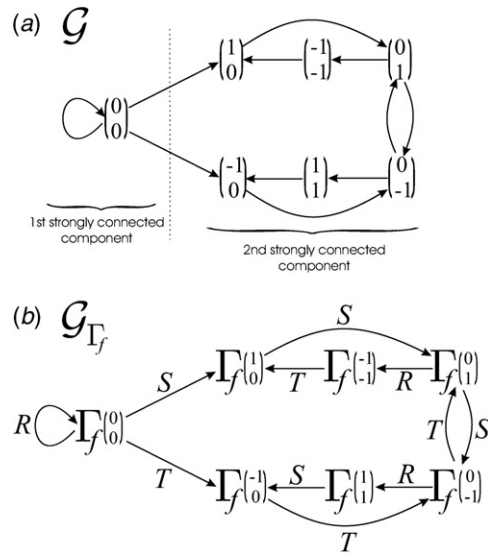 (a) 𝒢
(1 0) (-1 -1) (0 1)
(0 0)
(-1 0) (1 1) (0 -1)
1st strongly connected
component
2nd strongly connected
component
(b) 𝒢_Γf
S
Γf(1 0) T Γf(-1 -1) R Γf(0 1)
S
R Γf(0 0) T S
T
Γf(-1 0) S Γf(1 1) R Γf(0 -1)
T